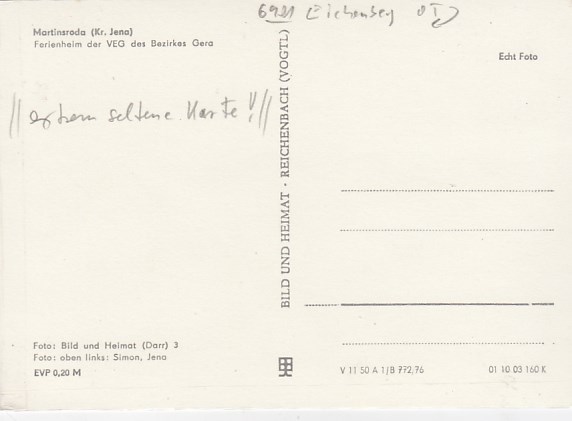 6921 Eichenberg OT
Martinsroda (Kr. Jena)
Ferienheim der VEG des Bezirkes Gera
Echt Foto
// extrem seltene Karte!! //
BILD UND HEIMAT · REICHENBACH (VOGTL)
Foto: Bild und Heimat (Darr) 3
Foto: oben links: Simon, Jena
EVP 0,20 M
V 11 50 A 1/B 772/76
01 10 03 160 K